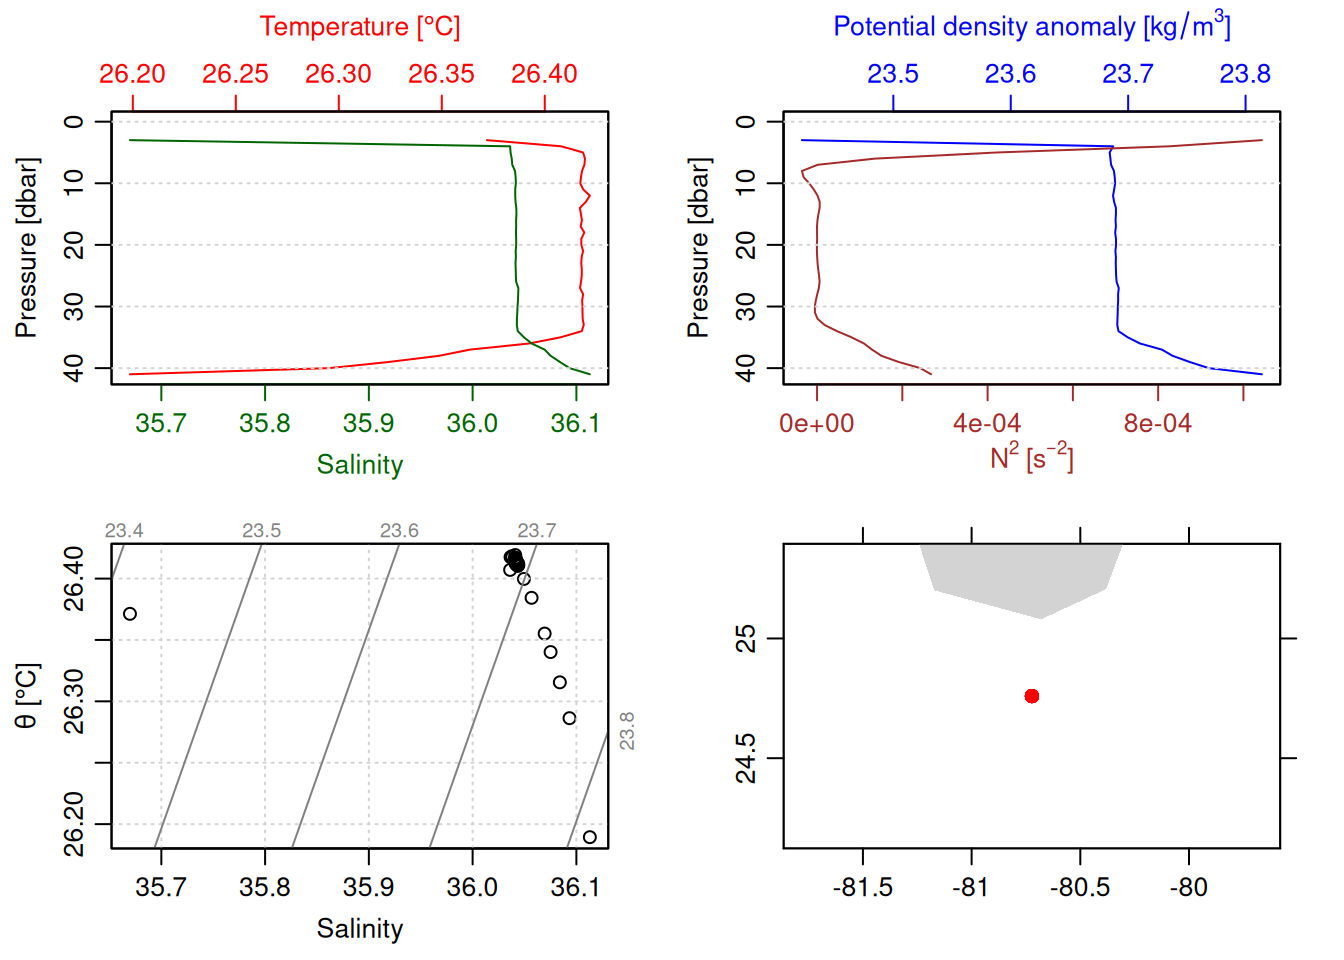 Temperature [°C]
26.20 26.25 26.30 26.35 26.40
Pressure [dbar]
0
10
20
30
40
35.7 35.8 35.9 36.0 36.1
Salinity
Potential density anomaly [kg/m³]
23.5 23.6 23.7 23.8
Pressure [dbar]
0
10
20
30
40
0e+00 4e-04 8e-04
N² [s⁻²]
23.4 23.5 23.6 23.7
23.8
θ [°C]
26.40
26.30
26.20
35.7 35.8 35.9 36.0 36.1
Salinity
25
24.5
-81.5 -81 -80.5 -80